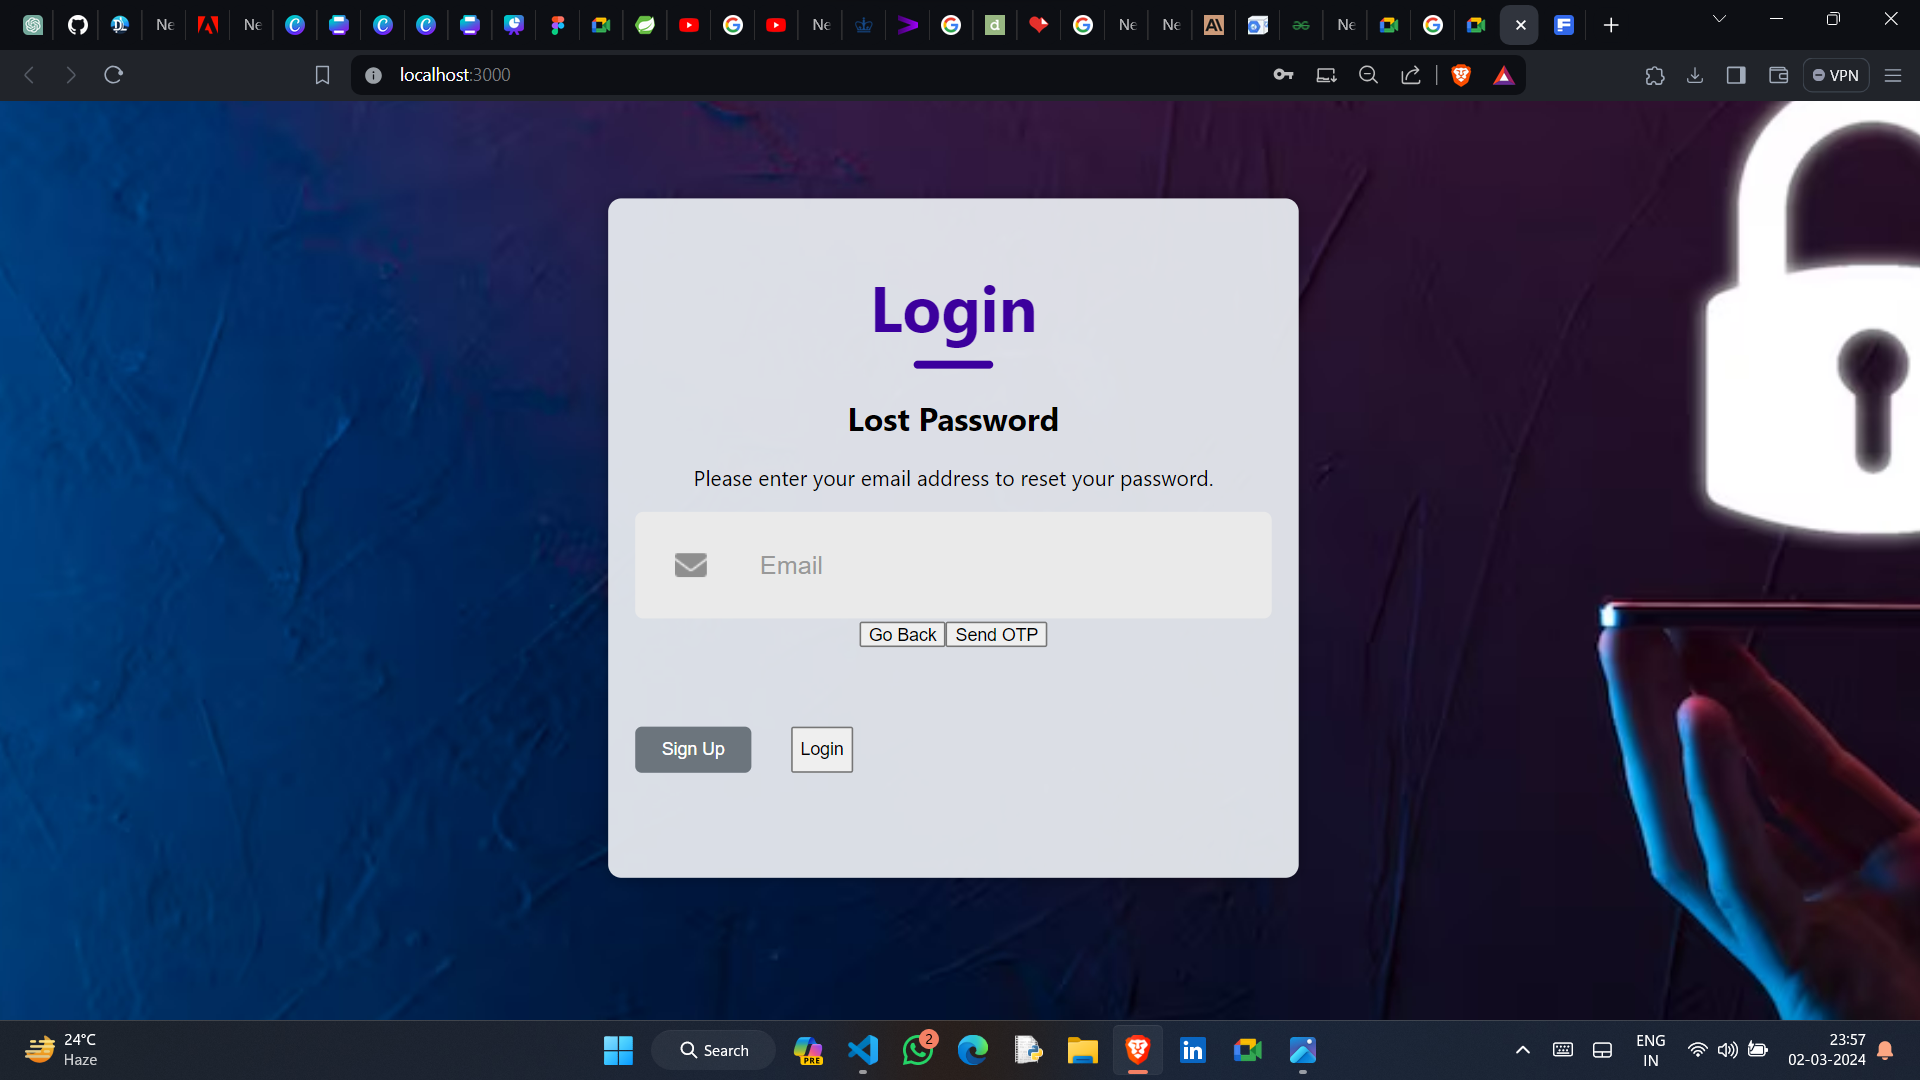 Ne
Ne
Ne
Ne
Ne
Ne
localhost:3000
VPN
Login
Lost Password
Please enter your email address to reset your password.
Email
Go Back Send OTP
Sign Up Login
24°C
Haze
Search
PRE
2
ENG
IN
23:57
02-03-2024